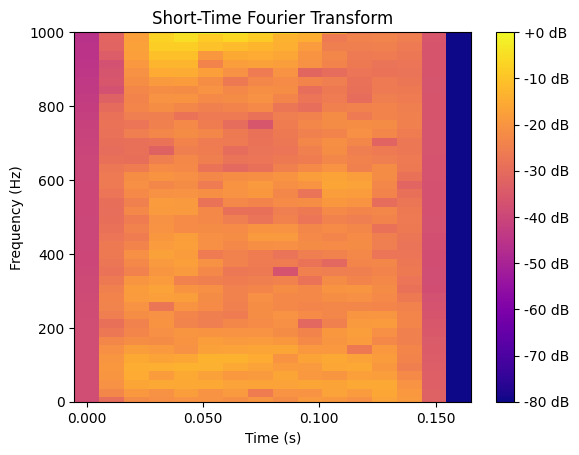 Short-Time Fourier Transform
1000
800
600
400
200
0
Frequency (Hz)
0.000
0.050
0.100
0.150
Time (s)
+0 dB
-10 dB
-20 dB
-30 dB
-40 dB
-50 dB
-60 dB
-70 dB
-80 dB